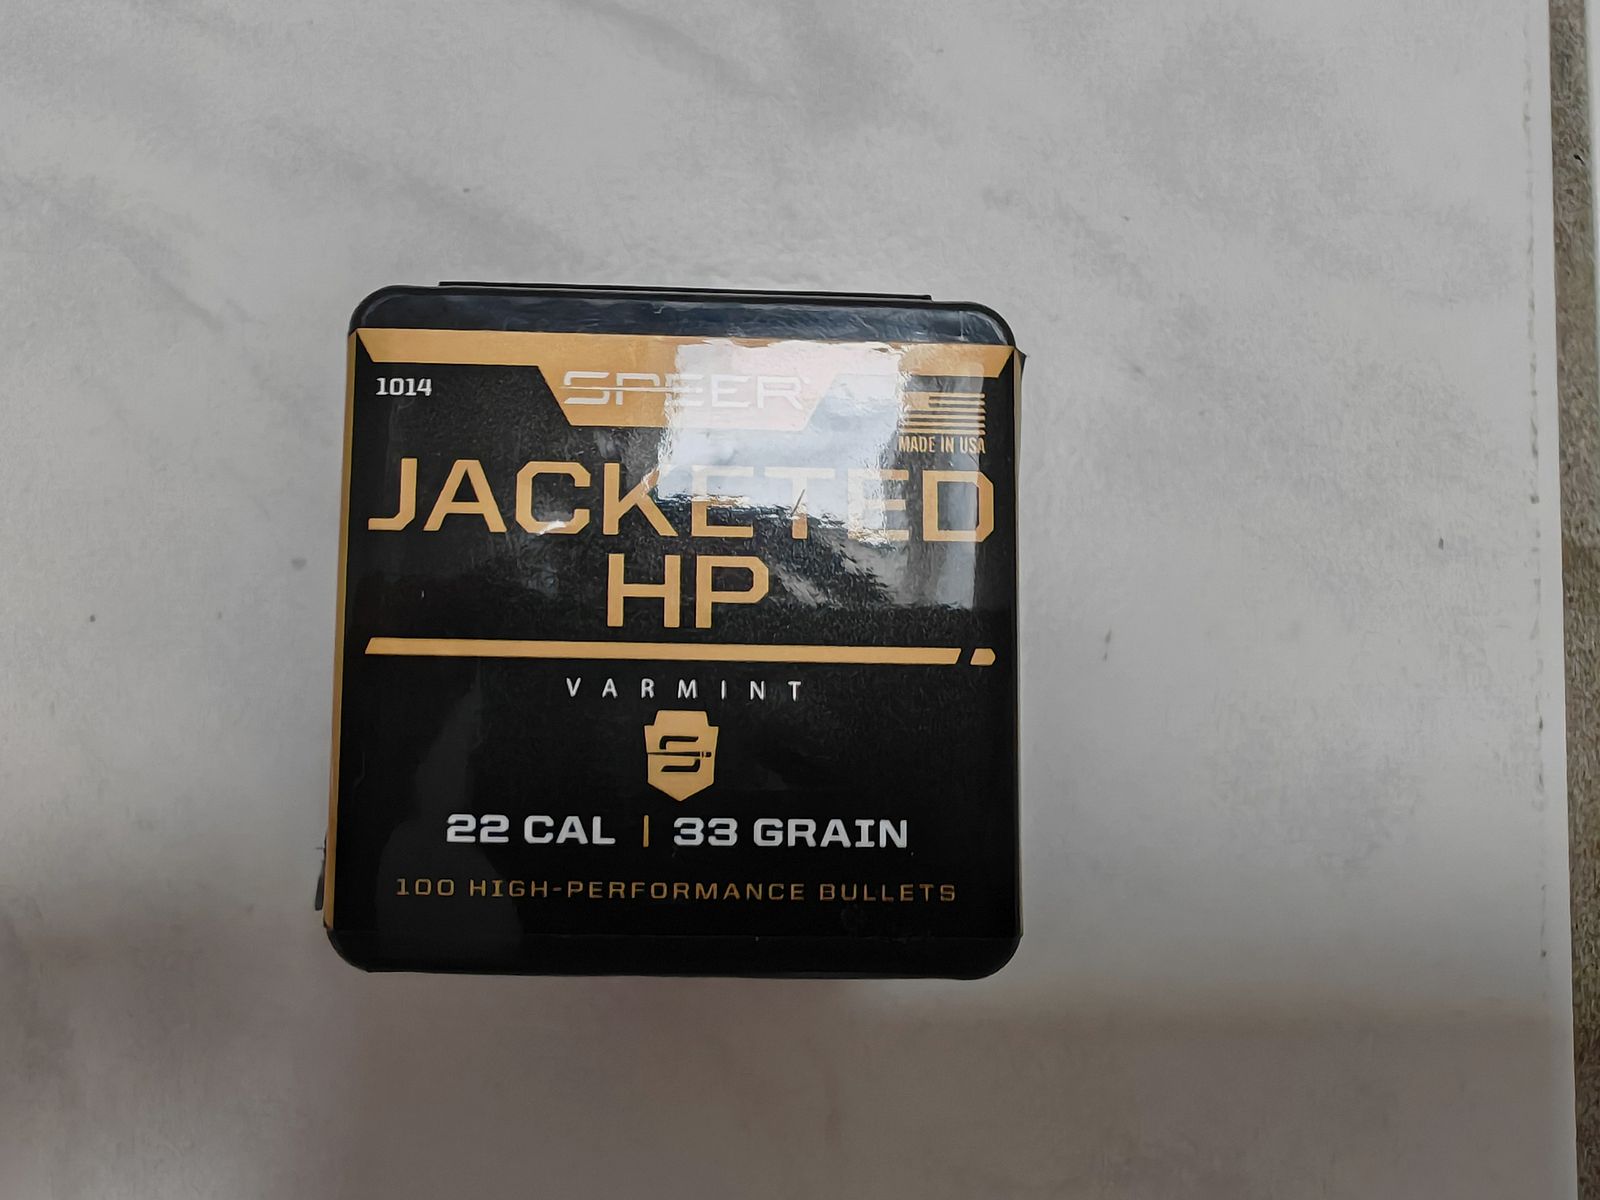 SPEER
1014
MADE IN USA
JACKETED
HP
VARMINT
22 CAL | 33 GRAIN
100 HIGH-PERFORMANCE BULLETS